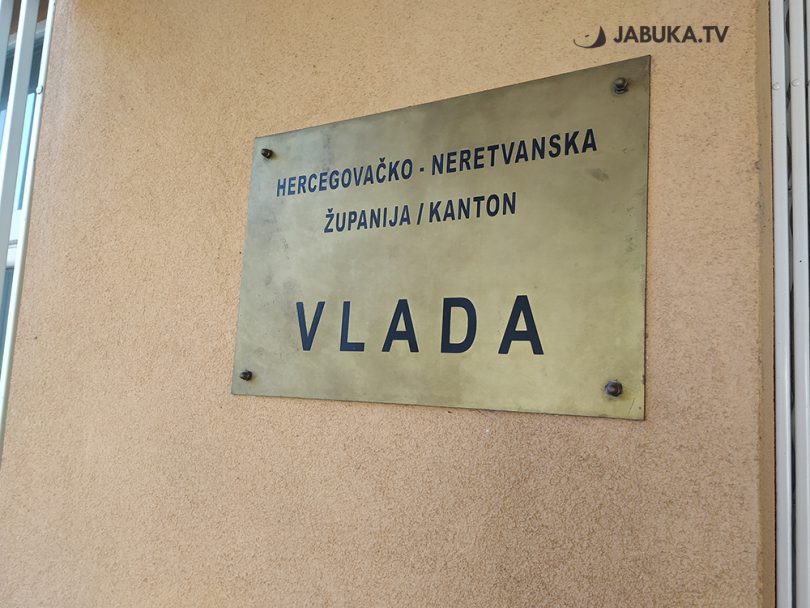 JABUKA.TV
HERCEGOVAČKO - NERETVANSKA
ŽUPANIJA / KANTON
VLADA